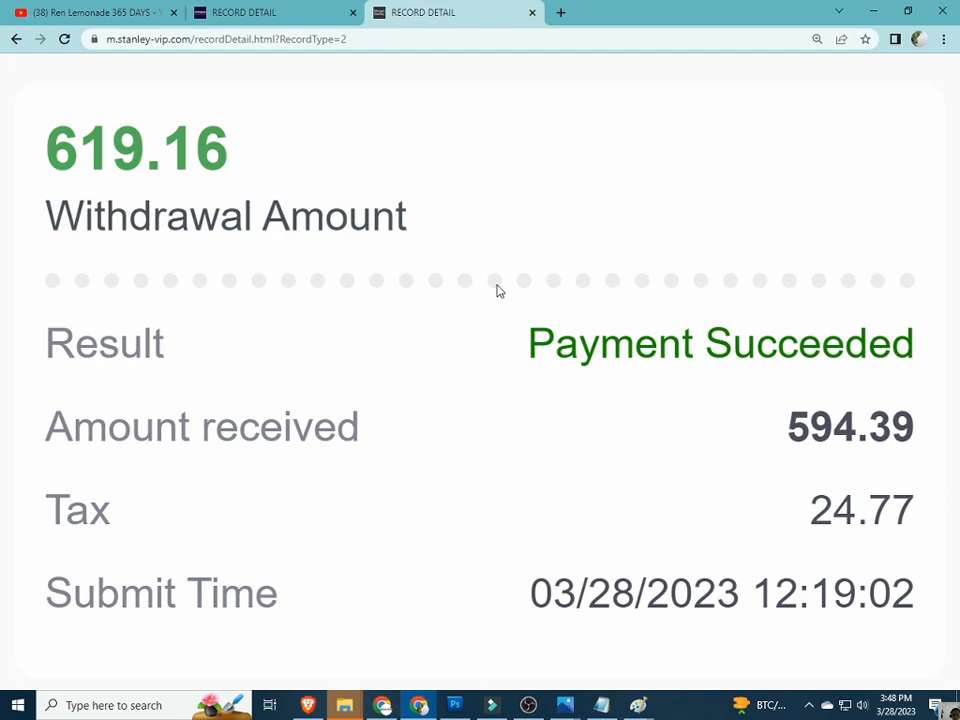 (38) Ren Lemonade 365 DAYS - Y
RECORD DETAIL
RECORD DETAIL
m.stanley-vip.com/recordDetail.html?RecordType=2
619.16
Withdrawal Amount
Result Payment Succeeded
Amount received 594.39
Tax 24.77
Submit Time 03/28/2023 12:19:02
Type here to search
BTC/...
3:48 PM
3/28/2023